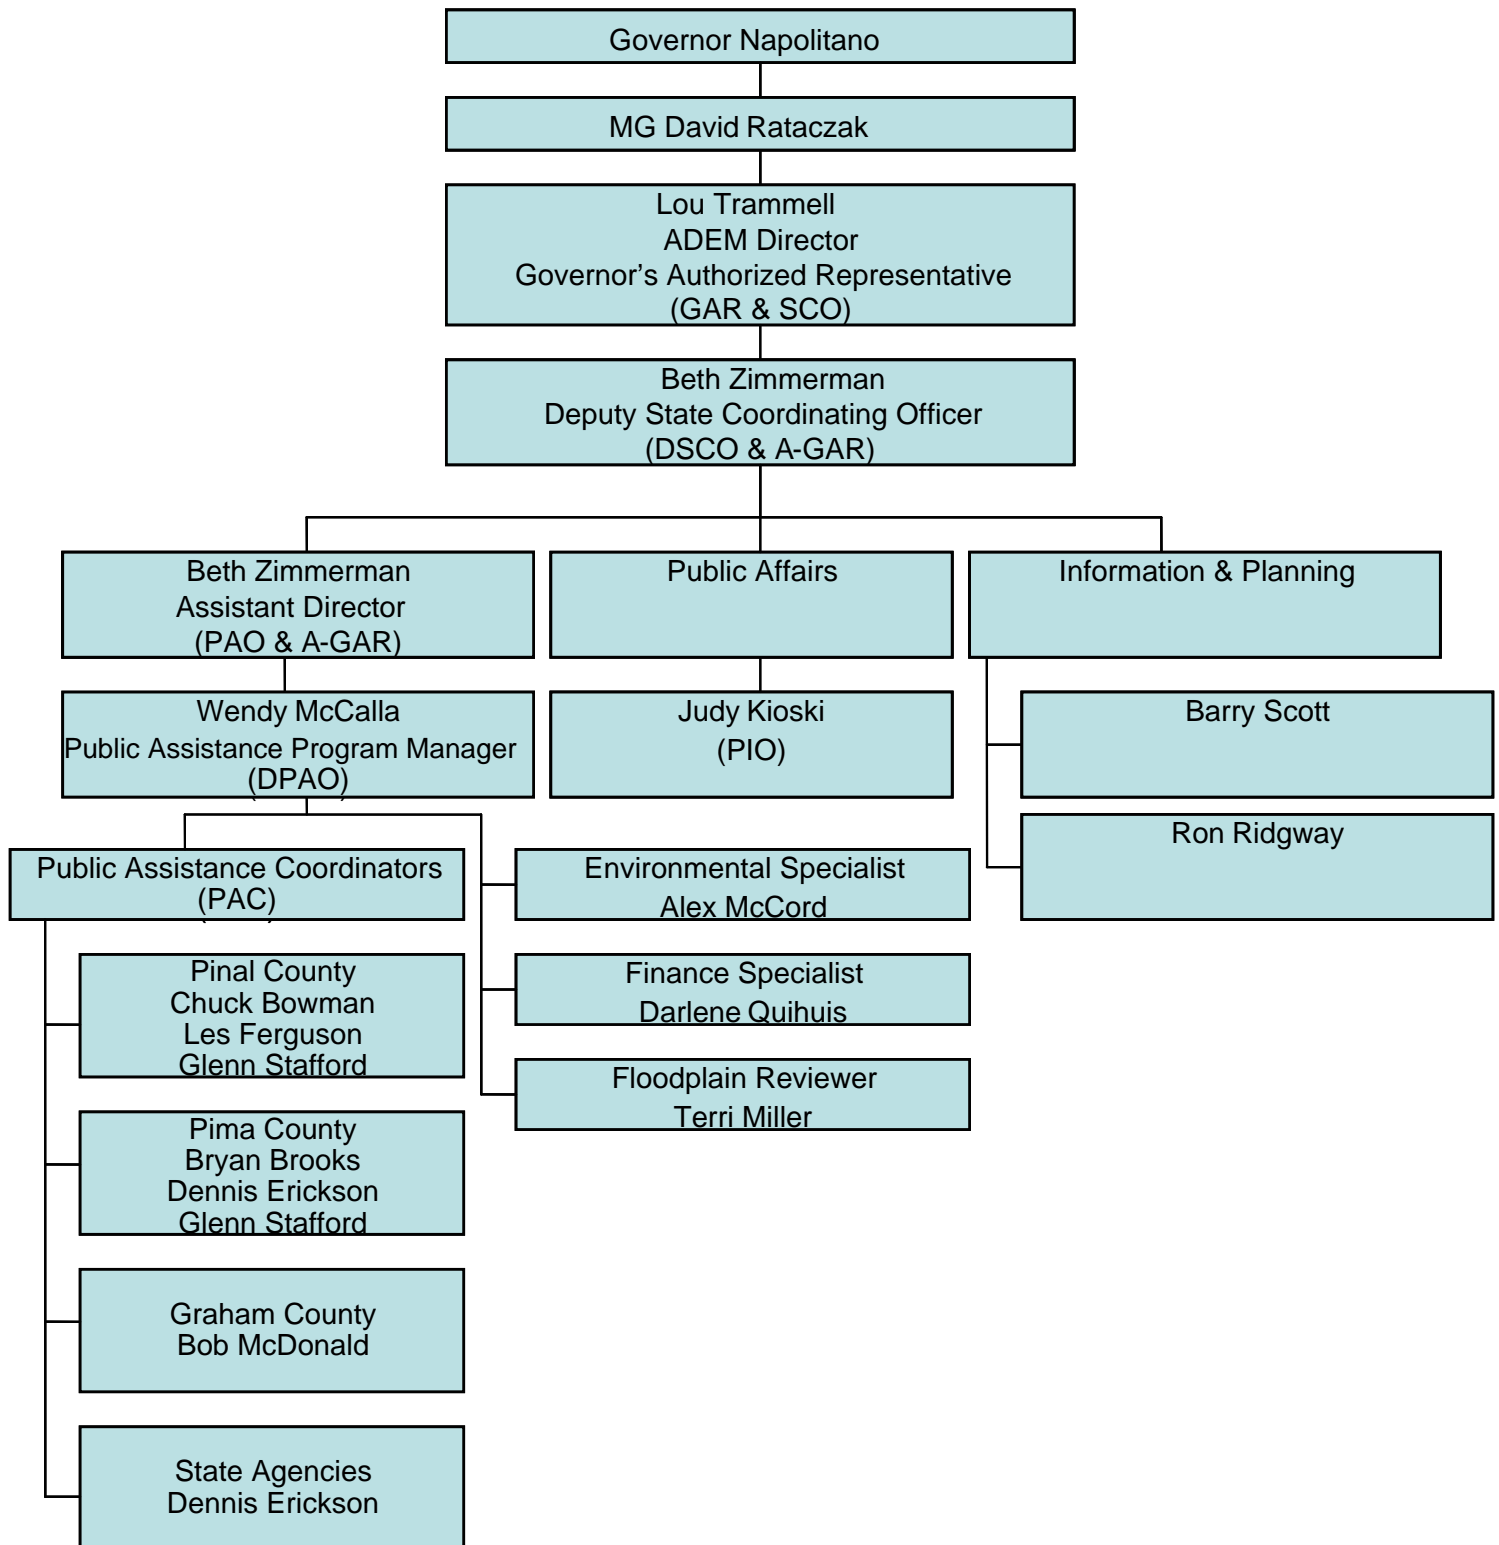 Governor Napolitano
MG David Rataczak
Lou Trammell
ADEM Director
Governor’s Authorized Representative
(GAR & SCO)
Beth Zimmerman
Deputy State Coordinating Officer
(DSCO & A-GAR)
Beth Zimmerman
Assistant Director
(PAO & A-GAR)
Public Affairs
Information & Planning
Wendy McCalla
Public Assistance Program Manager
(DPAO)
Judy Kioski
(PIO)
Barry Scott
Ron Ridgway
Public Assistance Coordinators
(PAC)
Environmental Specialist
Alex McCord
Finance Specialist
Darlene Quihuis
Floodplain Reviewer
Terri Miller
Pinal County
Chuck Bowman
Les Ferguson
Glenn Stafford
Pima County
Bryan Brooks
Dennis Erickson
Glenn Stafford
Graham County
Bob McDonald
State Agencies
Dennis Erickson